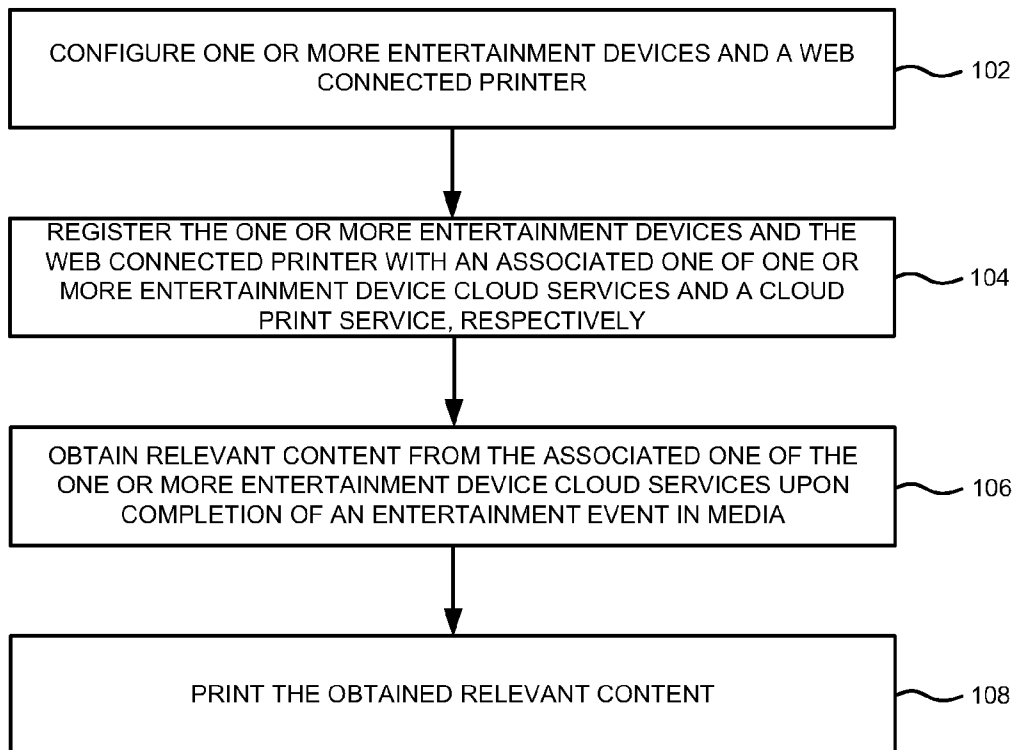 CONFIGURE ONE OR MORE ENTERTAINMENT DEVICES AND A WEB
CONNECTED PRINTER
102
REGISTER THE ONE OR MORE ENTERTAINMENT DEVICES AND THE
WEB CONNECTED PRINTER WITH AN ASSOCIATED ONE OF ONE OR
MORE ENTERTAINMENT DEVICE CLOUD SERVICES AND A CLOUD
PRINT SERVICE, RESPECTIVELY
104
OBTAIN RELEVANT CONTENT FROM THE ASSOCIATED ONE OF THE
ONE OR MORE ENTERTAINMENT DEVICE CLOUD SERVICES UPON
COMPLETION OF AN ENTERTAINMENT EVENT IN MEDIA
106
PRINT THE OBTAINED RELEVANT CONTENT
108